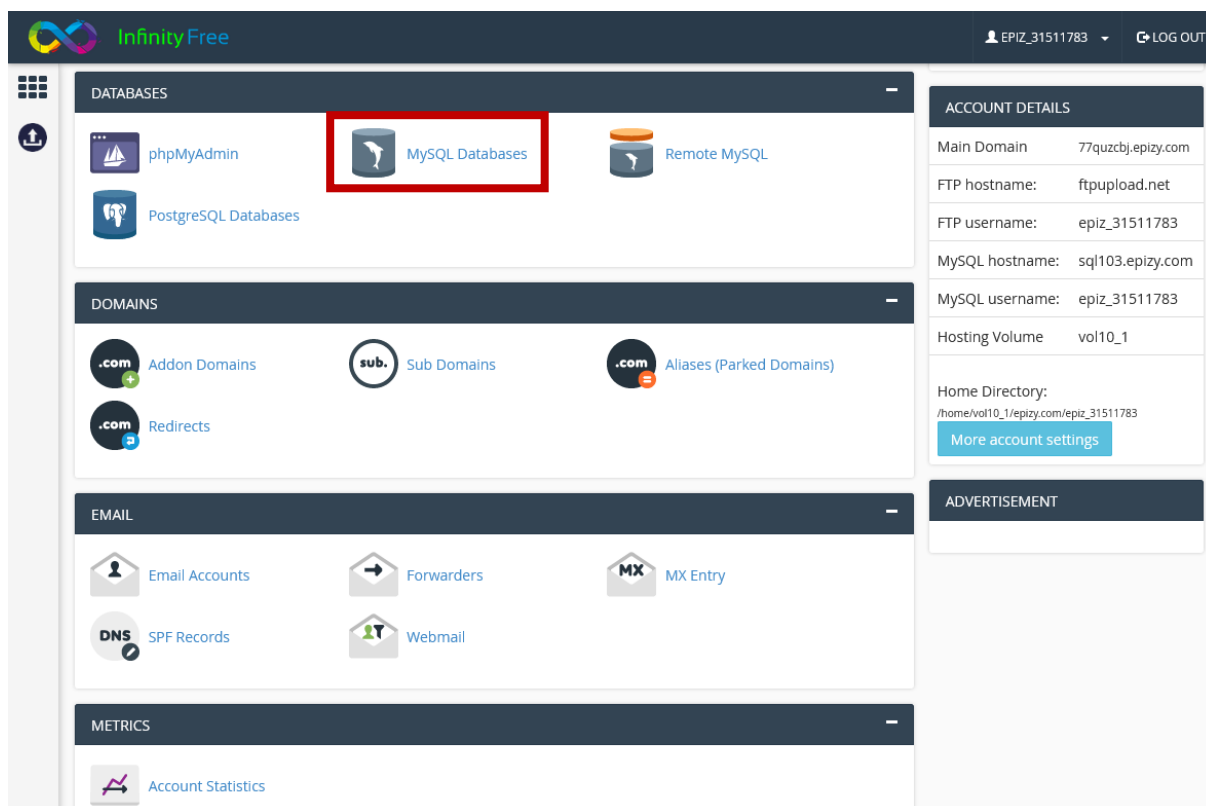 Infinity Free
EPIZ_31511783
LOG OUT
DATABASES
phpMyAdmin
MySQL Databases
Remote MySQL
PostgreSQL Databases
DOMAINS
.com
Addon Domains
sub.
Sub Domains
.com
Aliases (Parked Domains)
.com
Redirects
EMAIL
Email Accounts
Forwarders
MX
MX Entry
DNS
SPF Records
Webmail
METRICS
Account Statistics
ACCOUNT DETAILS
Main Domain 77quzcbj.epizy.com
FTP hostname: ftpupload.net
FTP username: epiz_31511783
MySQL hostname: sql103.epizy.com
MySQL username: epiz_31511783
Hosting Volume vol10_1
Home Directory:
/home/vol10_1/epizy.com/epiz_31511783
More account settings
ADVERTISEMENT